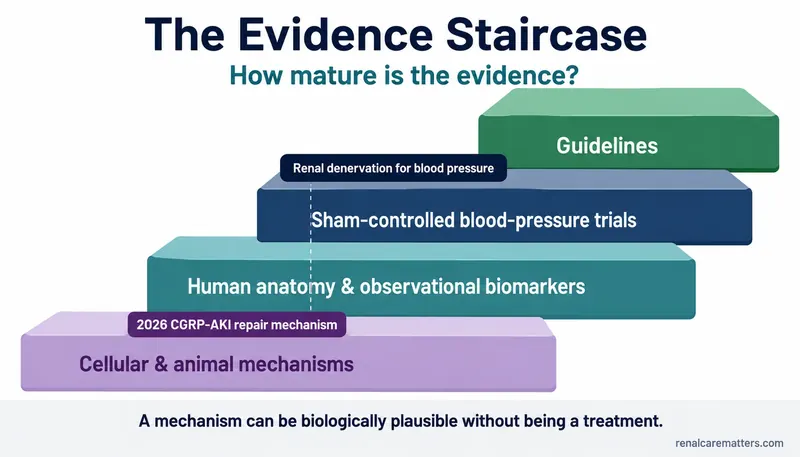 The Evidence Staircase
How mature is the evidence?
Guidelines
Renal denervation for blood pressure
Sham-controlled blood-pressure trials
Human anatomy & observational biomarkers
2026 CGRP-AKI repair mechanism
Cellular & animal mechanisms
A mechanism can be biologically plausible without being a treatment.
renalcarematters.com